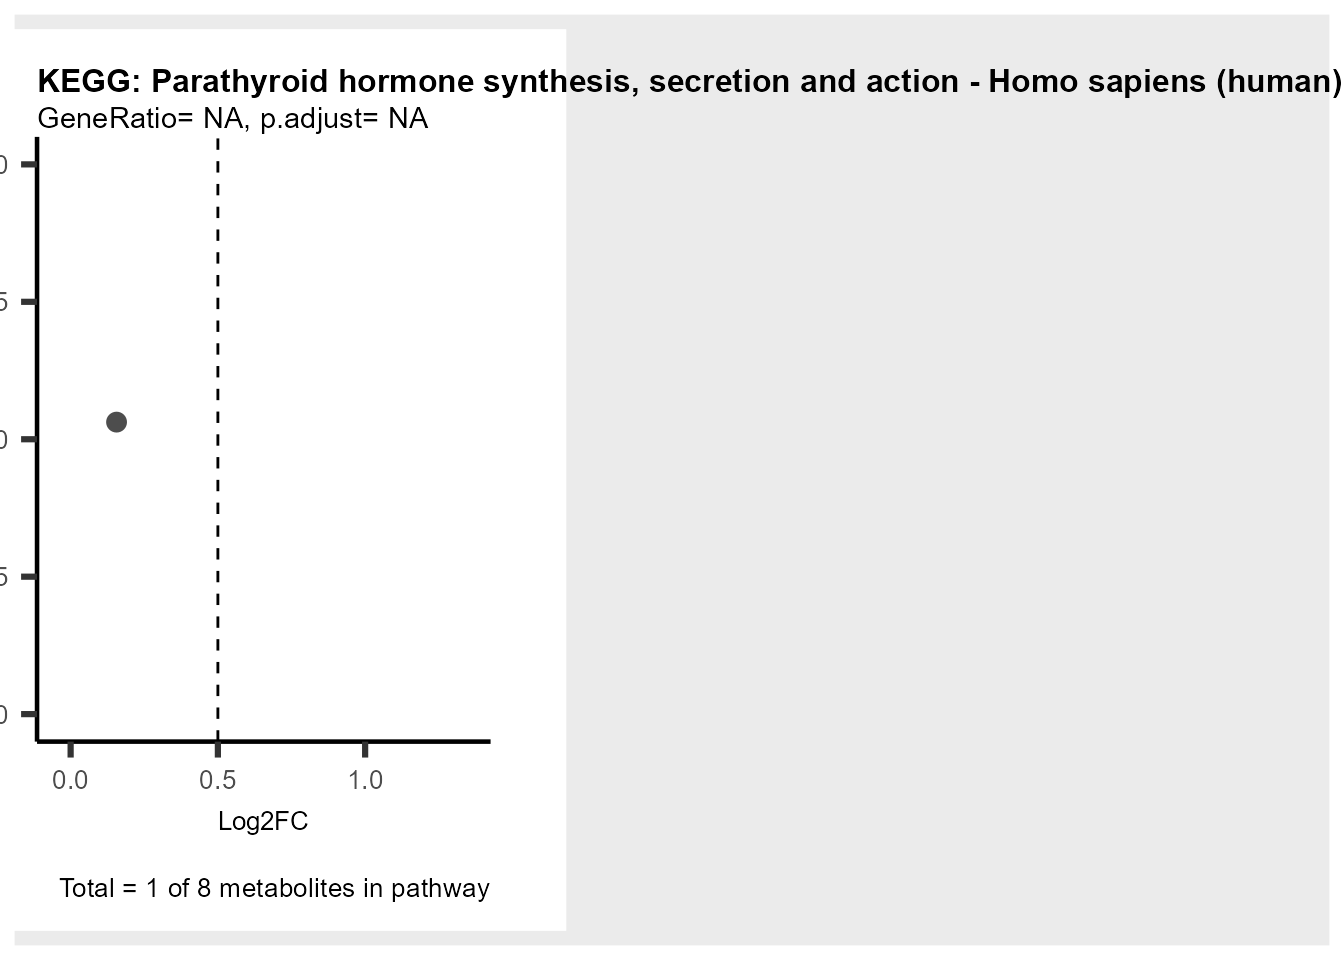 KEGG: Parathyroid hormone synthesis, secretion and action - Homo sapiens (human)
GeneRatio= NA, p.adjust= NA
0
5
0
5
0
0.0 0.5 1.0
Log2FC
Total = 1 of 8 metabolites in pathway